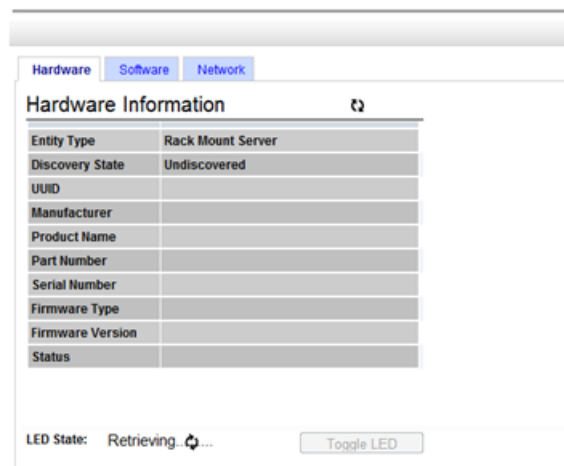 Hardware Software Network
Hardware Information
Entity Type Rack Mount Server
Discovery State Undiscovered
UUID
Manufacturer
Product Name
Part Number
Serial Number
Firmware Type
Firmware Version
Status
LED State: Retrieving..... Toggle LED